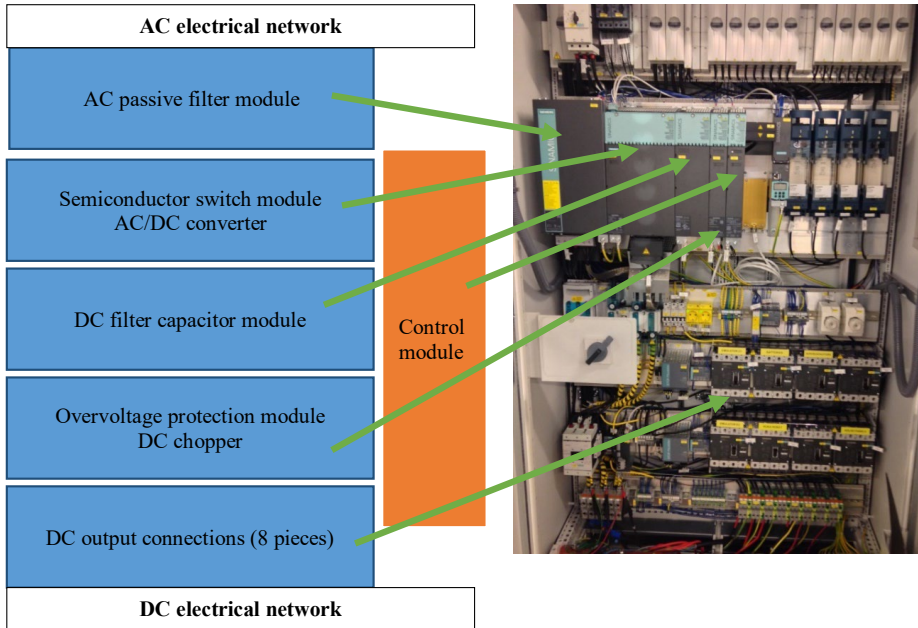 AC electrical network
AC passive filter module
Semiconductor switch module
AC/DC converter
DC filter capacitor module
Control
module
Overvoltage protection module
DC chopper
DC output connections (8 pieces)
DC electrical network